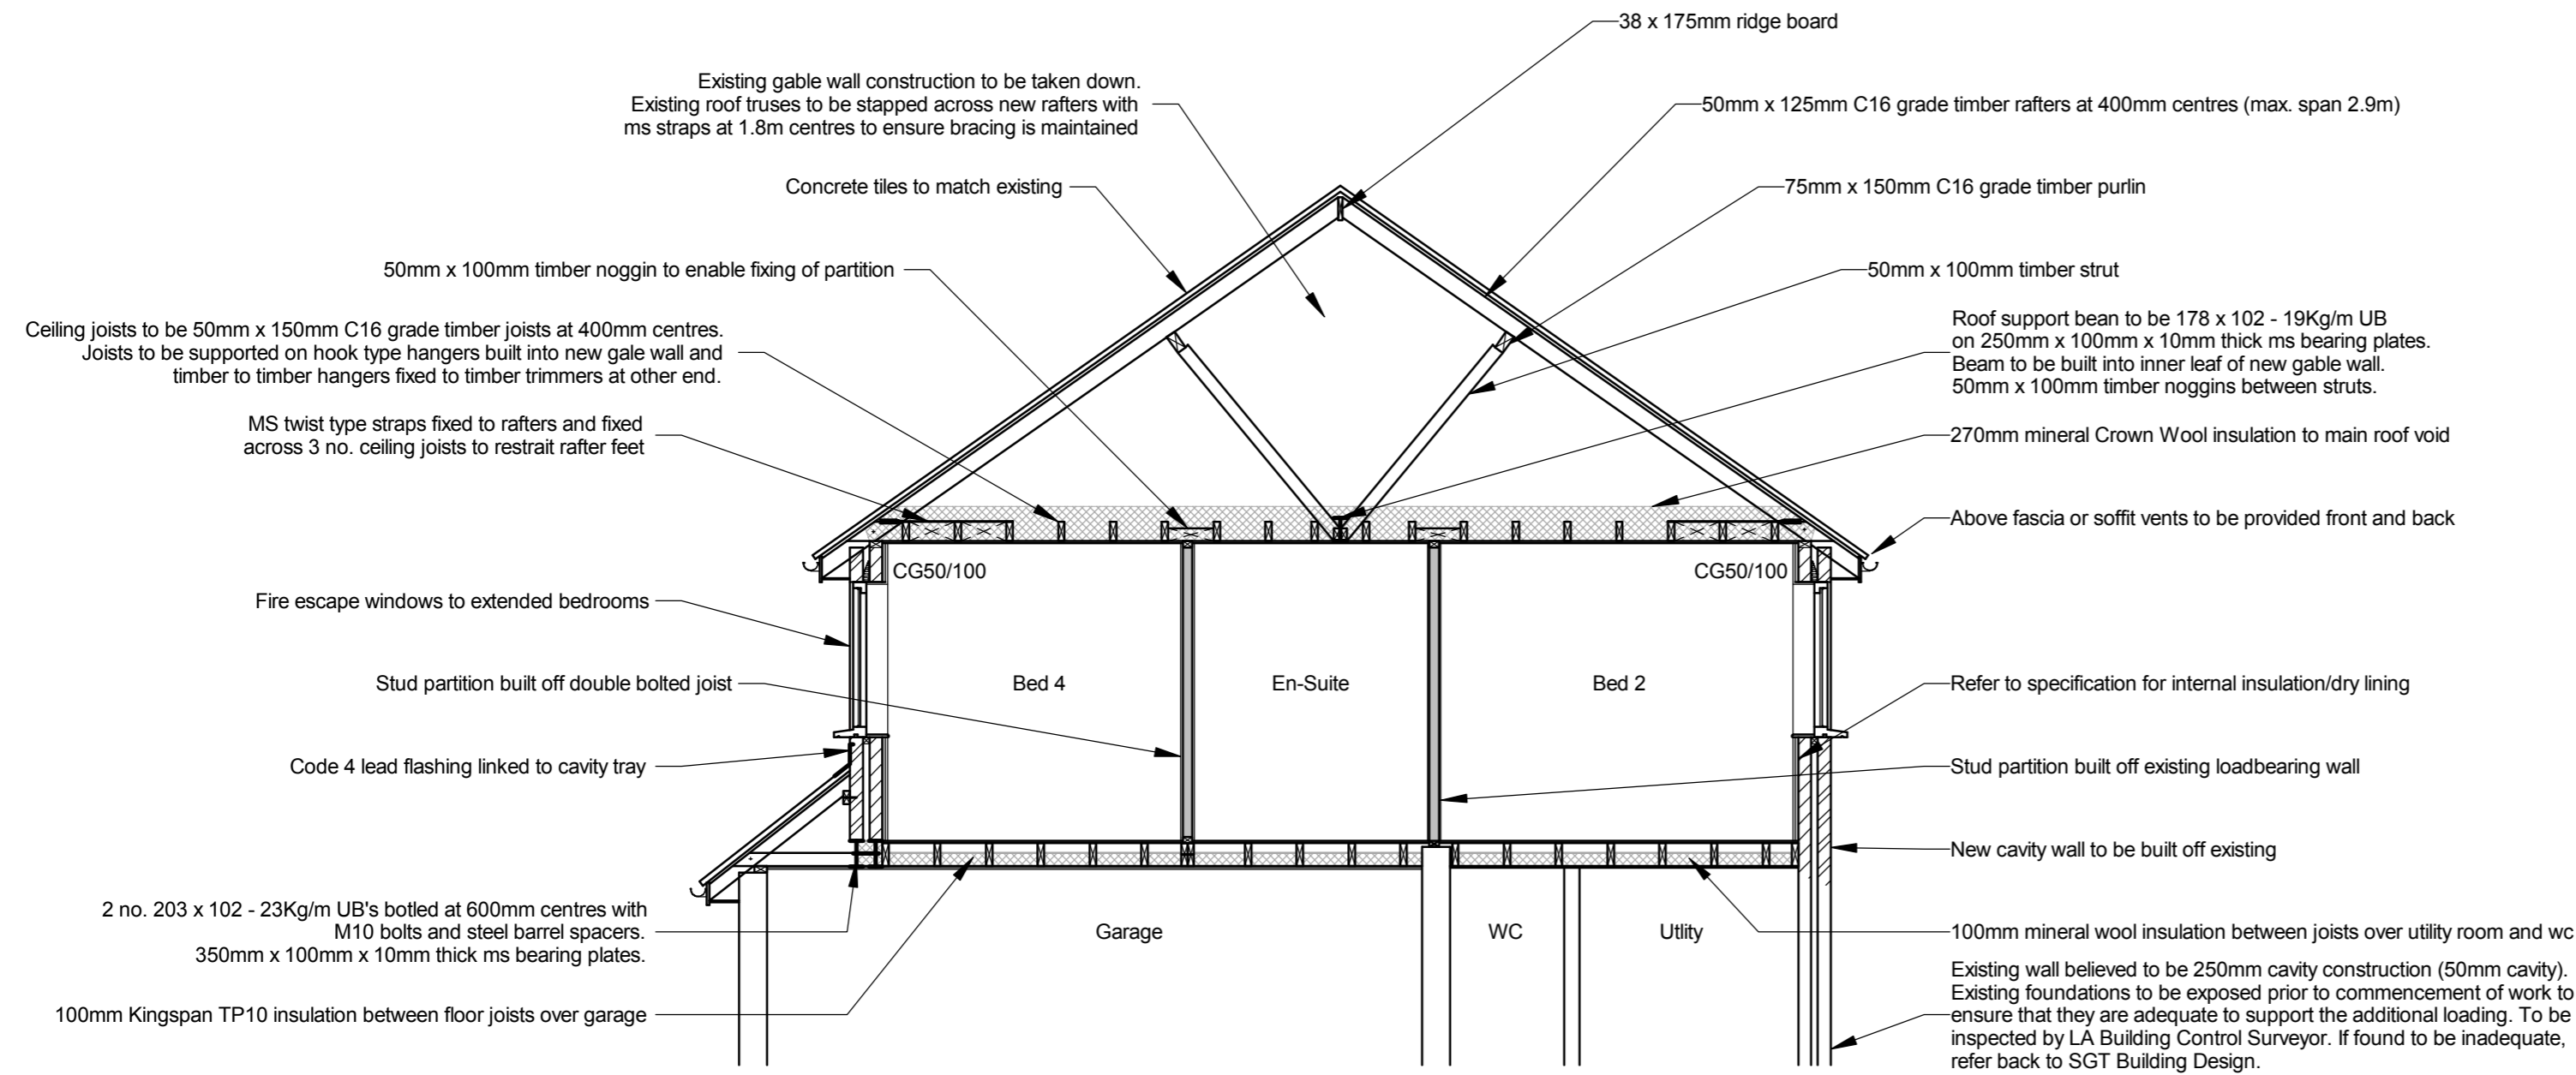 38 x 175mm ridge board
Existing gable wall construction to be taken down.
Existing roof truses to be stapped across new rafters with
ms straps at 1.8m centres to ensure bracing is maintained
50mm x 125mm C16 grade timber rafters at 400mm centres (max. span 2.9m)
Concrete tiles to match existing
75mm x 150mm C16 grade timber purlin
50mm x 100mm timber noggin to enable fixing of partition
50mm x 100mm timber strut
Ceiling joists to be 50mm x 150mm C16 grade timber joists at 400mm centres.
Joists to be supported on hook type hangers built into new gale wall and
timber to timber hangers fixed to timber trimmers at other end.
Roof support bean to be 178 x 102 - 19Kg/m UB
on 250mm x 100mm x 10mm thick ms bearing plates.
Beam to be built into inner leaf of new gable wall.
50mm x 100mm timber noggins between struts.
MS twist type straps fixed to rafters and fixed
across 3 no. ceiling joists to restrait rafter feet
270mm mineral Crown Wool insulation to main roof void
Above fascia or soffit vents to be provided front and back
CG50/100
CG50/100
Fire escape windows to extended bedrooms
Stud partition built off double bolted joist
Bed 4
En-Suite
Bed 2
Refer to specification for internal insulation/dry lining
Code 4 lead flashing linked to cavity tray
Stud partition built off existing loadbearing wall
New cavity wall to be built off existing
2 no. 203 x 102 - 23Kg/m UB's botled at 600mm centres with
M10 bolts and steel barrel spacers.
350mm x 100mm x 10mm thick ms bearing plates.
Garage
WC
Utlity
100mm mineral wool insulation between joists over utility room and wc
100mm Kingspan TP10 insulation between floor joists over garage
Existing wall believed to be 250mm cavity construction (50mm cavity).
Existing foundations to be exposed prior to commencement of work to
ensure that they are adequate to support the additional loading. To be
inspected by LA Building Control Surveyor. If found to be inadequate,
refer back to SGT Building Design.